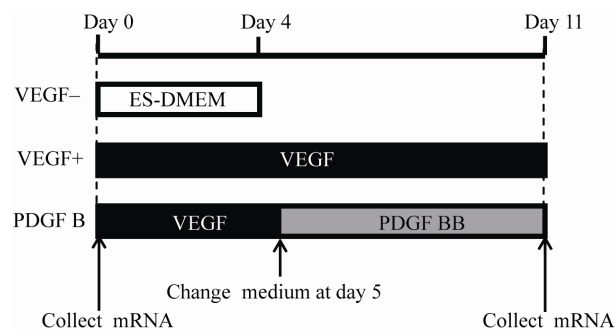 Day 0 Day 4 Day 11
VEGF– ES-DMEM
VEGF+ VEGF
PDGF B VEGF PDGF BB
Change medium at day 5
Collect mRNA Collect mRNA